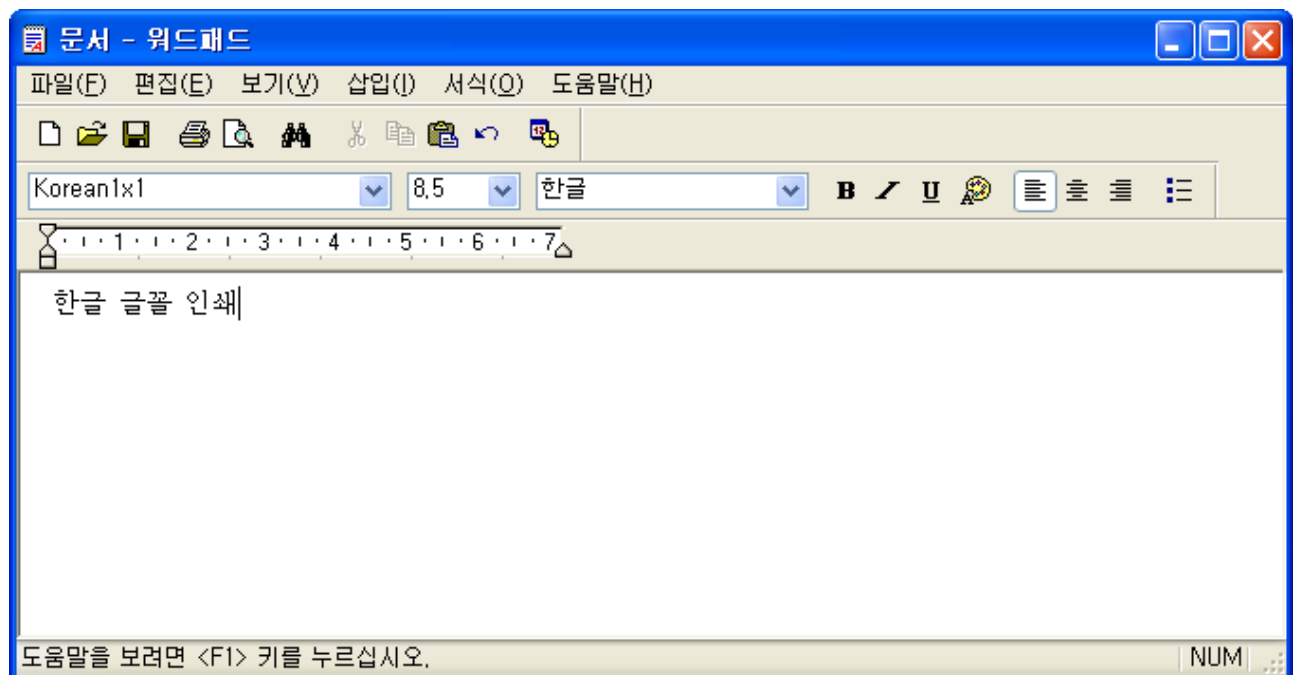 문서 - 워드패드
파일(F) 편집(E) 보기(V) 삽입(I) 서식(O) 도움말(H)
Korean1x1 8,5 한글 B U
1 2 3 4 5 6 7
한글 글꼴 인쇄
도움말을 보려면 <F1> 키를 누르십시오. NUM